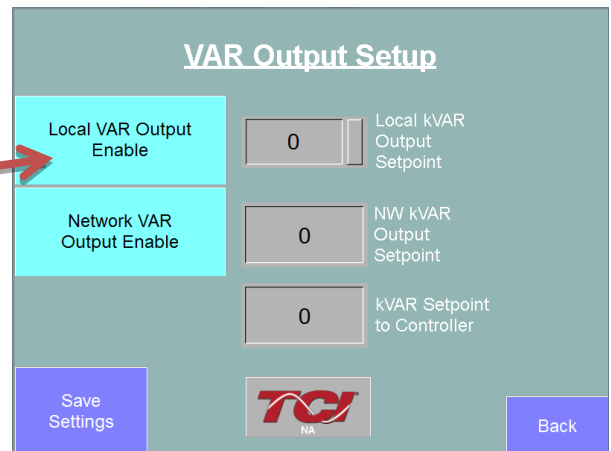 VAR Output Setup
Local VAR Output
Enable
0
Local kVAR
Output
Setpoint
Network VAR
Output Enable
0
NW kVAR
Output
Setpoint
0
kVAR Setpoint
to Controller
Save
Settings
TCI
NA
Back